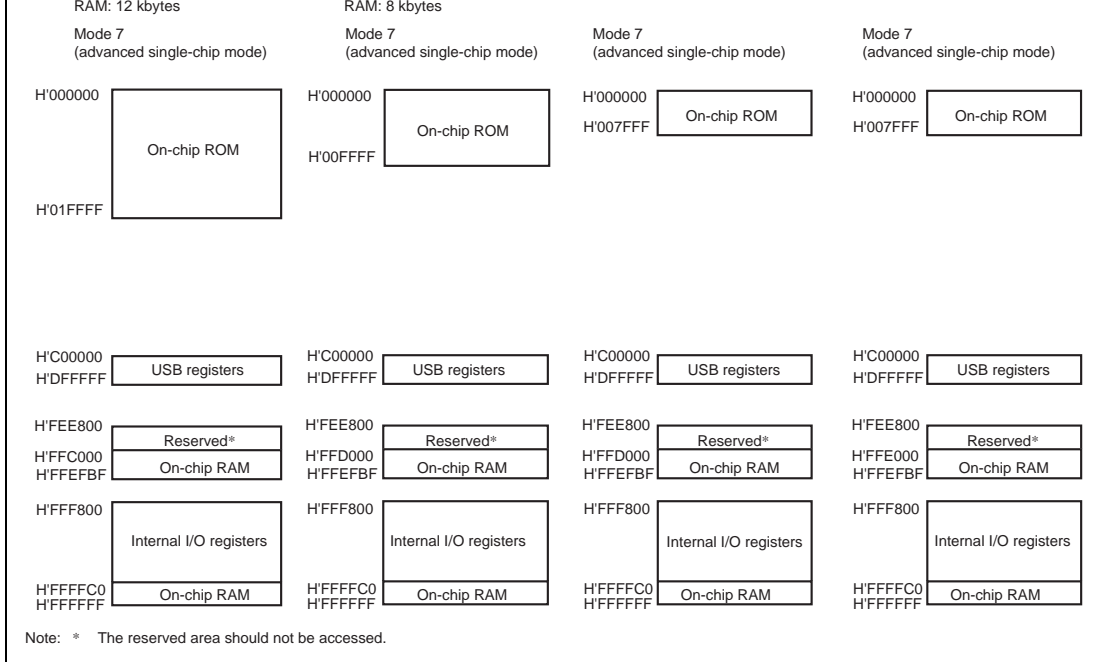 RAM: 12 kbytes
RAM: 8 kbytes
Mode 7
(advanced single-chip mode)
Mode 7
(advanced single-chip mode)
Mode 7
(advanced single-chip mode)
Mode 7
(advanced single-chip mode)
H'000000
On-chip ROM
H'01FFFF
H'000000
On-chip ROM
H'00FFFF
H'000000
On-chip ROM
H'007FFF
H'000000
On-chip ROM
H'007FFF
H'C00000
USB registers
H'DFFFFF
H'C00000
USB registers
H'DFFFFF
H'C00000
USB registers
H'DFFFFF
H'C00000
USB registers
H'DFFFFF
H'FEE800
Reserved*
H'FFC000
On-chip RAM
H'FFEFBF
H'FEE800
Reserved*
H'FFD000
On-chip RAM
H'FFEFBF
H'FEE800
Reserved*
H'FFD000
On-chip RAM
H'FFEFBF
H'FEE800
Reserved*
H'FFE000
On-chip RAM
H'FFEFBF
H'FFF800
Internal I/O registers
H'FFFFC0
On-chip RAM
H'FFFFFF
H'FFF800
Internal I/O registers
H'FFFFC0
On-chip RAM
H'FFFFFF
H'FFF800
Internal I/O registers
H'FFFFC0
On-chip RAM
H'FFFFFF
H'FFF800
Internal I/O registers
H'FFFFC0
On-chip RAM
H'FFFFFF
Note: * The reserved area should not be accessed.